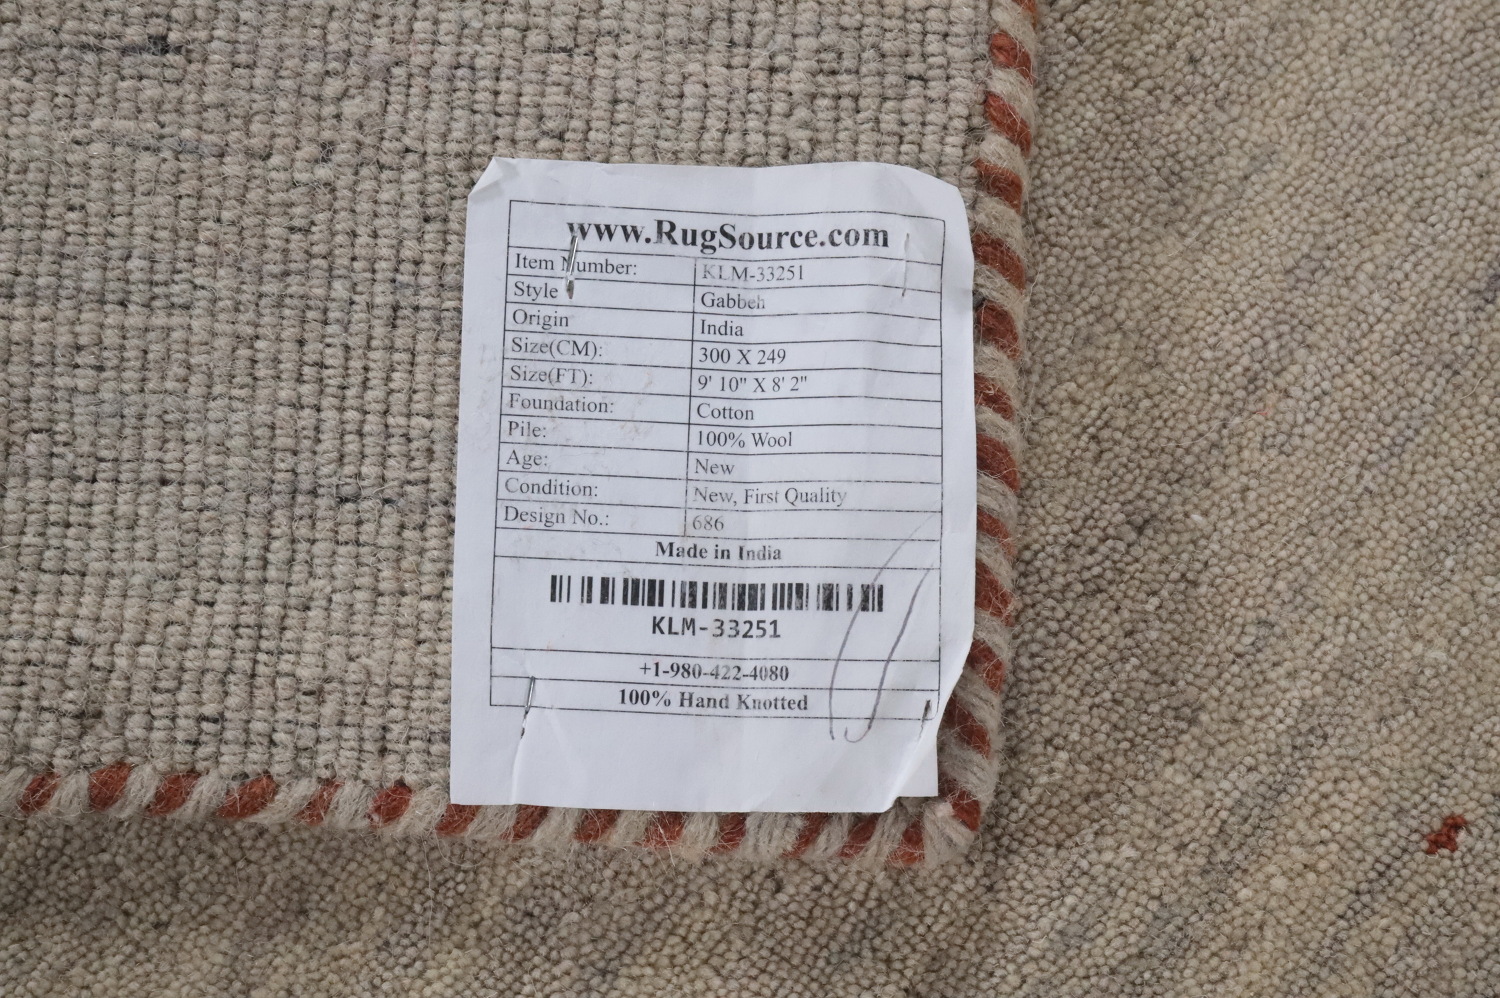 www.RugSource.com
Item Number: KLM-33251
Style Gabbeh
Origin India
Size(CM): 300 X 249
Size(FT): 9' 10" X 8' 2"
Foundation: Cotton
Pile: 100% Wool
Age: New
Condition: New, First Quality
Design No.: 686
Made in India
KLM-33251
+1-980-422-4080
100% Hand Knotted